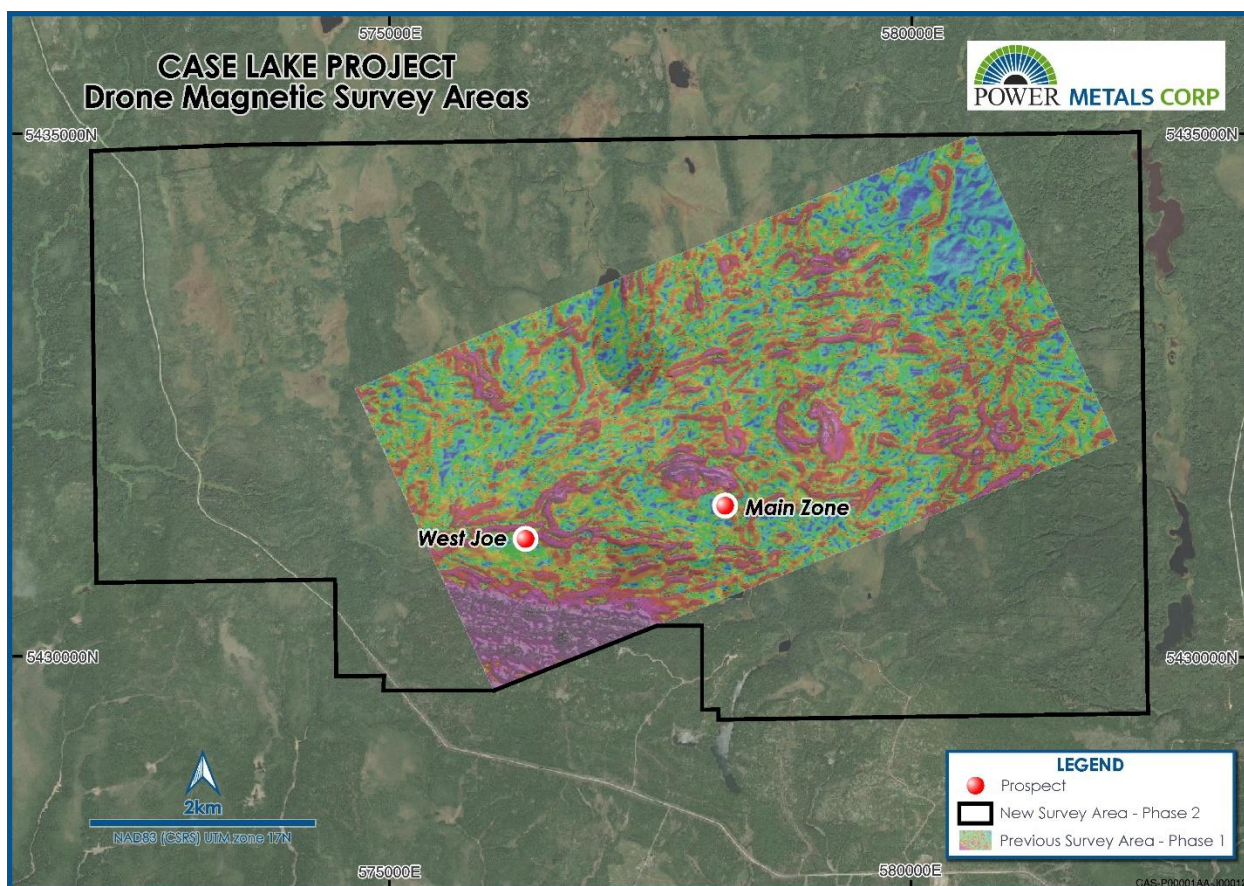 575000E
580000E
CASE LAKE PROJECT
Drone Magnetic Survey Areas
POWER METALS CORP
5435000N
5435000N
Main Zone
West Joe
5430000N
5430000N
2km
NAD83 (CSRS) UTM zone 17N
LEGEND
Prospect
New Survey Area - Phase 2
Previous Survey Area - Phase 1
575000E
580000E